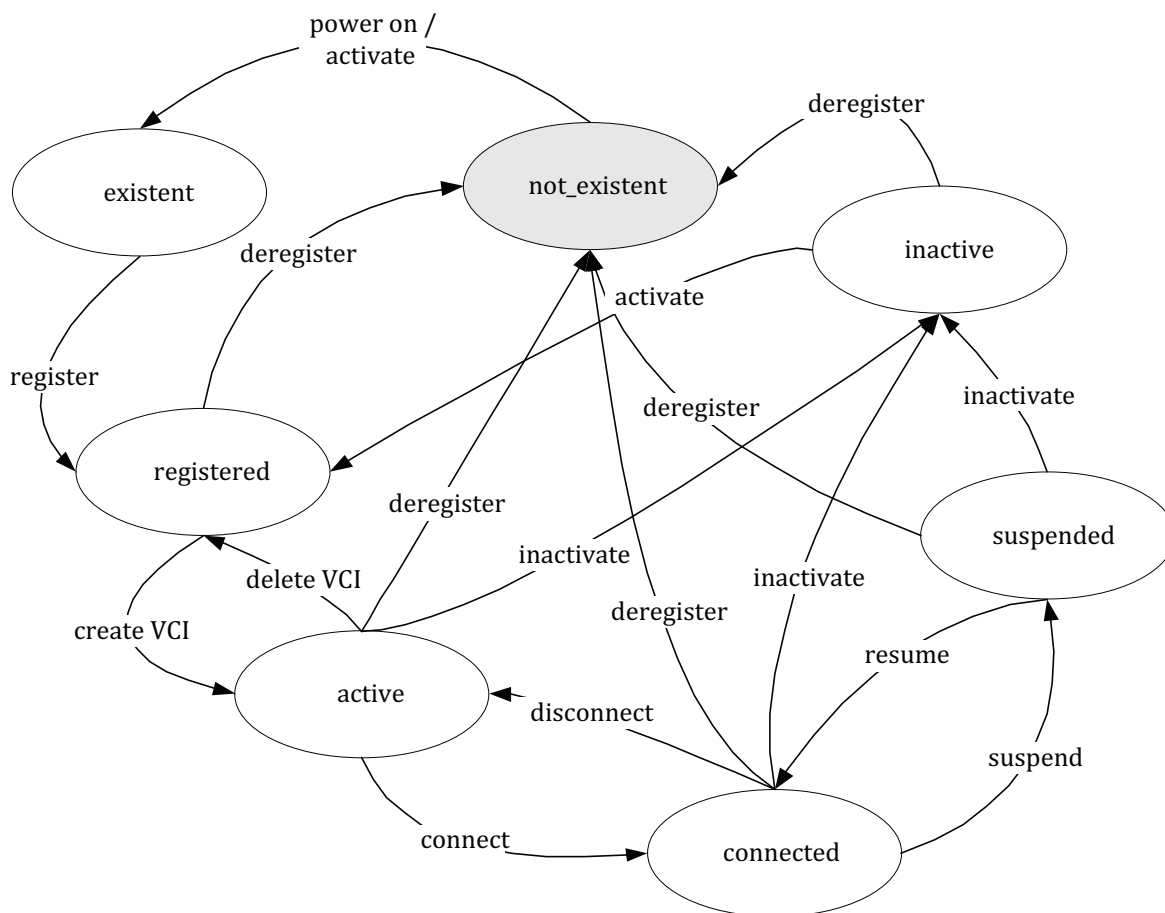 power on /
activate
deregister
existent
not_existent
inactive
deregister
activate
register
inactivate
deregister
registered
deregister
suspended
inactivate
delete VCI
inactivate
deregister
create VCI
resume
active
disconnect
suspend
connect
connected